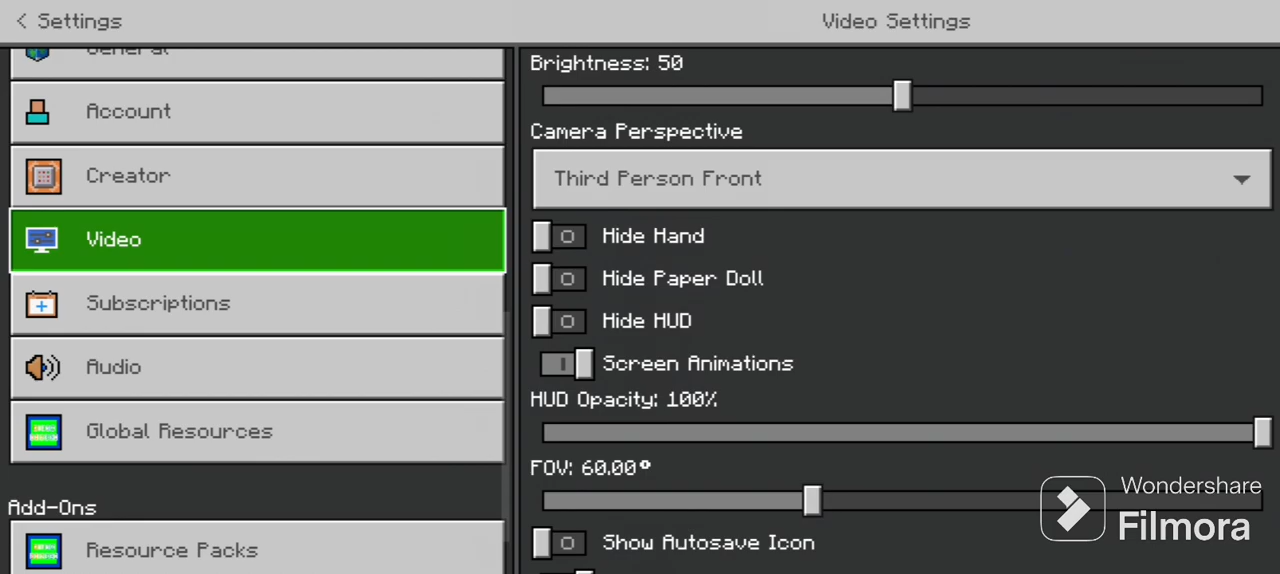 Settings
Video Settings
General
Account
Creator
Video
Subscriptions
Audio
Global Resources
Add-Ons
Resource Packs
Brightness: 50
Camera Perspective
Third Person Front
Hide Hand
Hide Paper Doll
Hide HUD
Screen Animations
HUD Opacity: 100%
FOV: 60.00°
Show Autosave Icon
Wondershare
Filmora